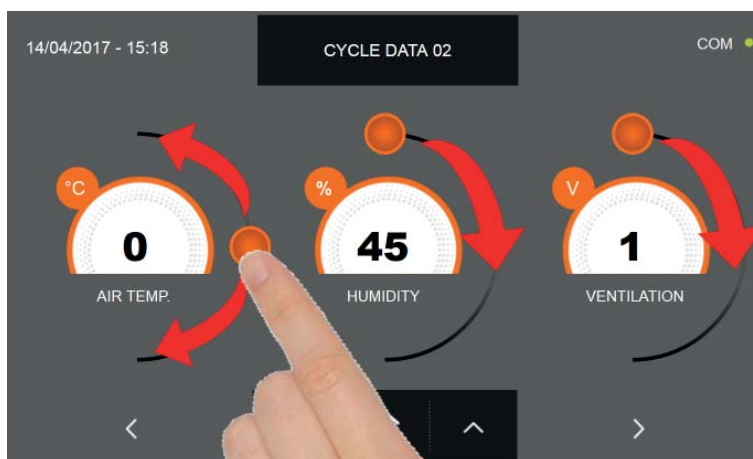 14/04/2017 - 15:18
CYCLE DATA 02
COM
°C
%
V
0
45
1
AIR TEMP.
HUMIDITY
VENTILATION